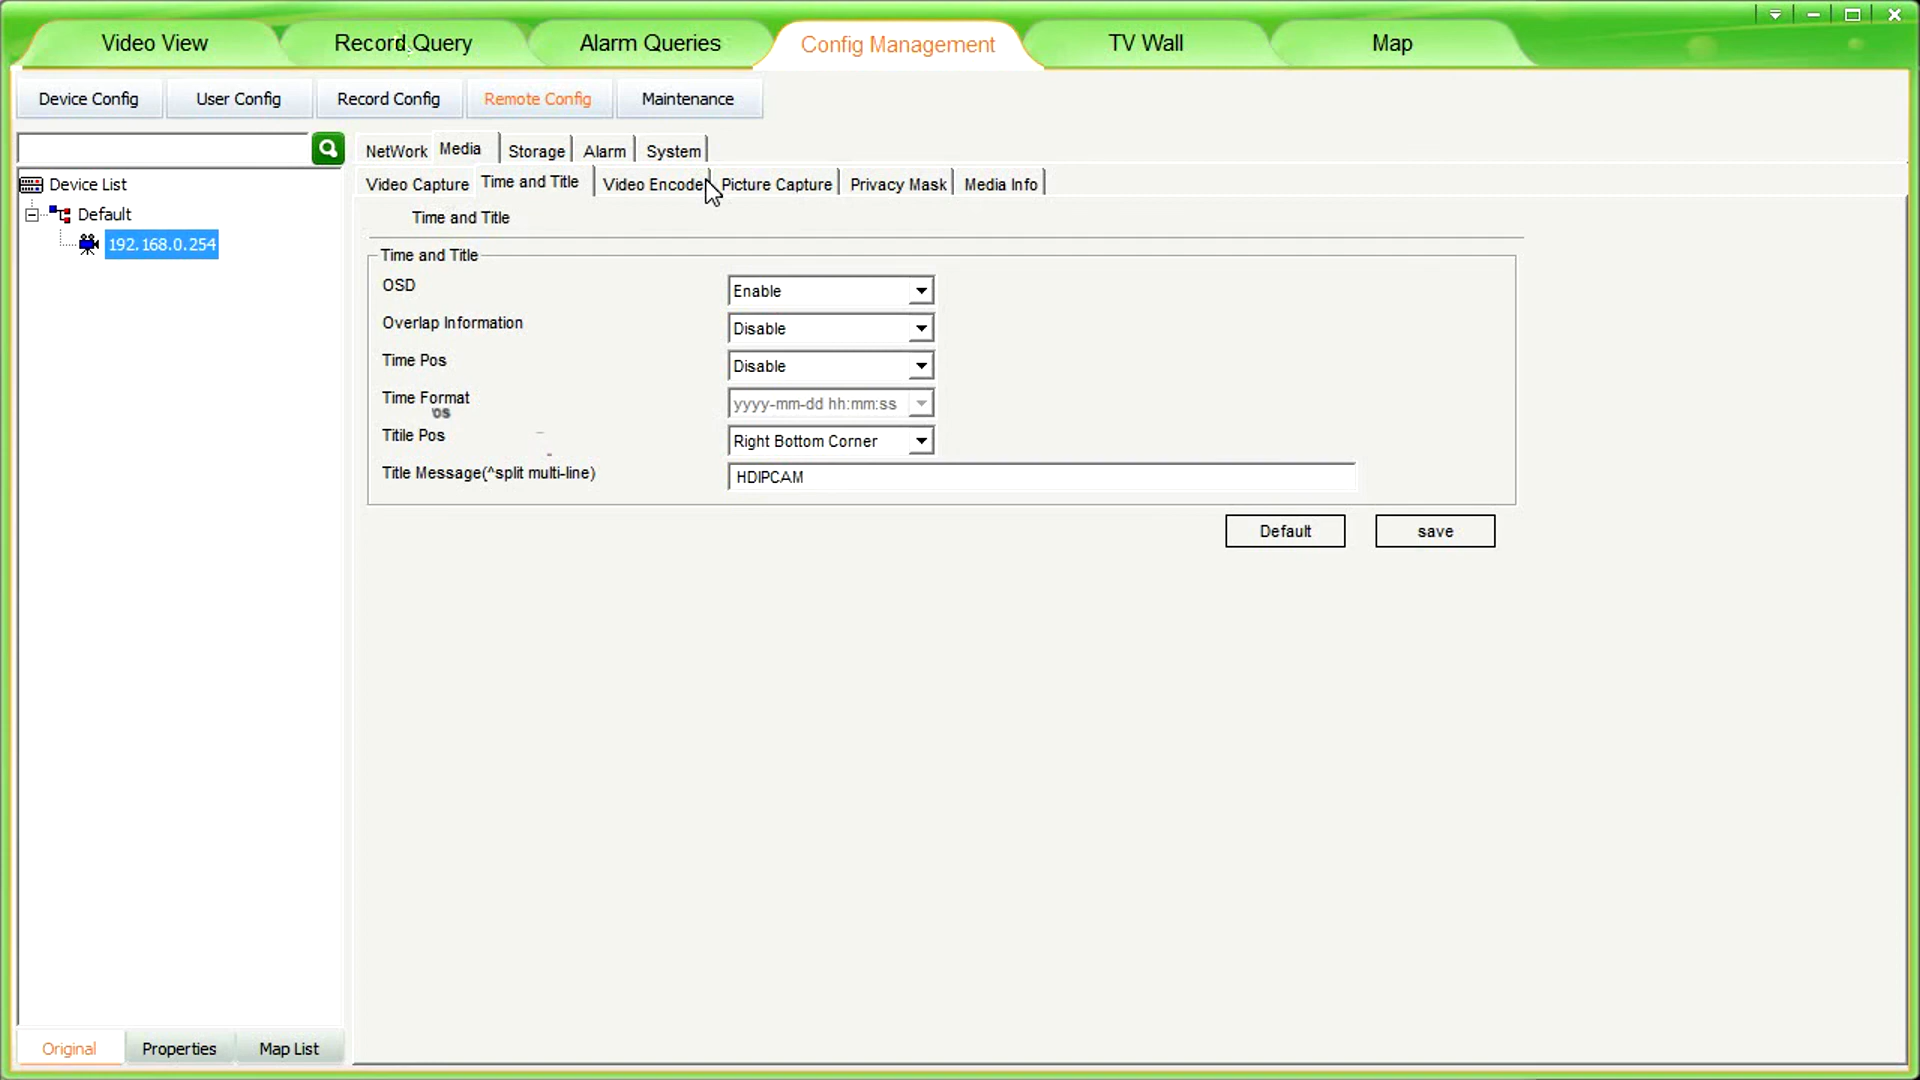 Video View Record Query Alarm Queries Config Management TV Wall Map
Device Config User Config Record Config Remote Config Maintenance
NetWork Media Storage Alarm System
Video Capture Time and Title Video Encode Picture Capture Privacy Mask Media Info
Device List
Default
192.168.0.254
Time and Title
Time and Title
OSD Enable
Overlap Information Disable
Time Pos Disable
Time Format yyyy-mm-dd hh:mm:ss
os
Titile Pos Right Bottom Corner
Title Message(^split multi-line) HDIPCAM
Default save
Original Properties Map List